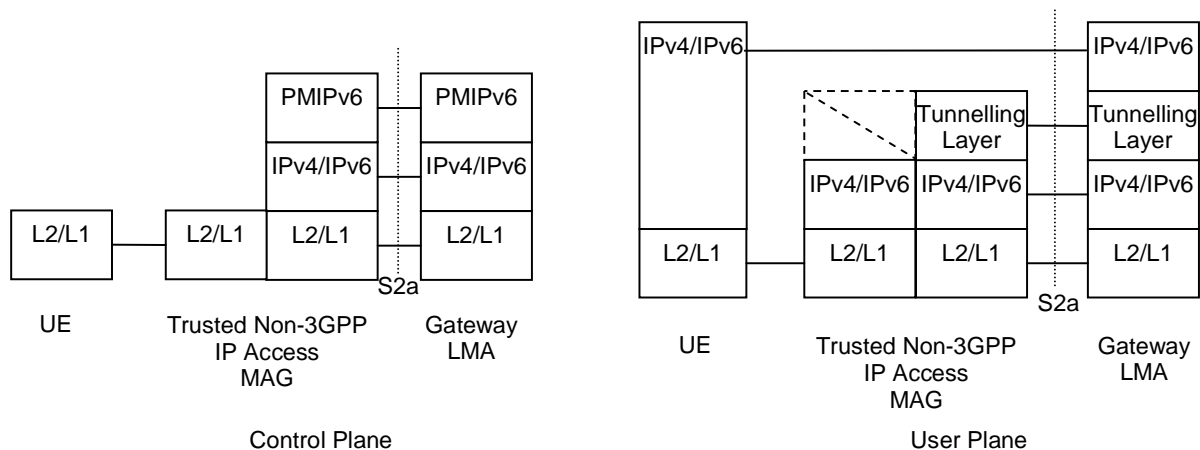 PMIPv6
PMIPv6
IPv4/IPv6
IPv4/IPv6
L2/L1
L2/L1
L2/L1
L2/L1
S2a
UE
Trusted Non-3GPP
IP Access
MAG
Gateway
LMA
Control Plane
IPv4/IPv6
IPv4/IPv6
Tunnelling
Layer
Tunnelling
Layer
IPv4/IPv6
IPv4/IPv6
IPv4/IPv6
L2/L1
L2/L1
L2/L1
L2/L1
S2a
UE
Trusted Non-3GPP
IP Access
MAG
Gateway
LMA
User Plane